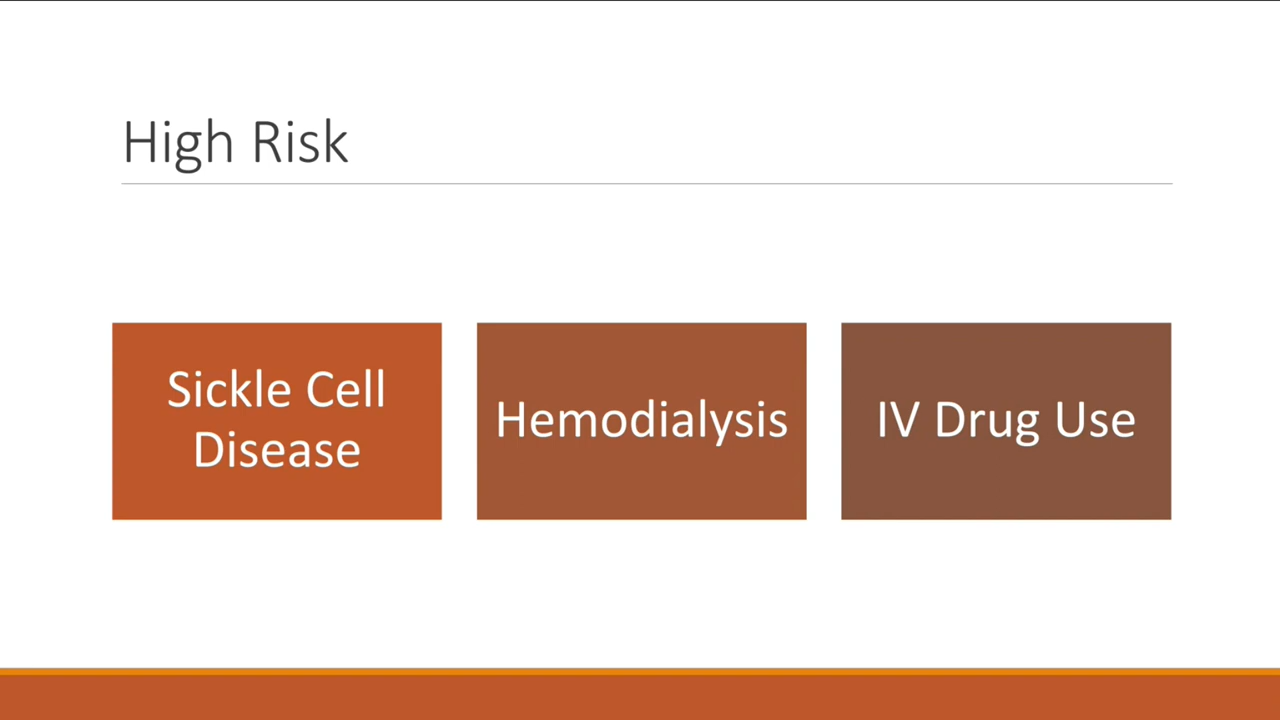 High Risk
Sickle Cell
Disease
Hemodialysis
IV Drug Use